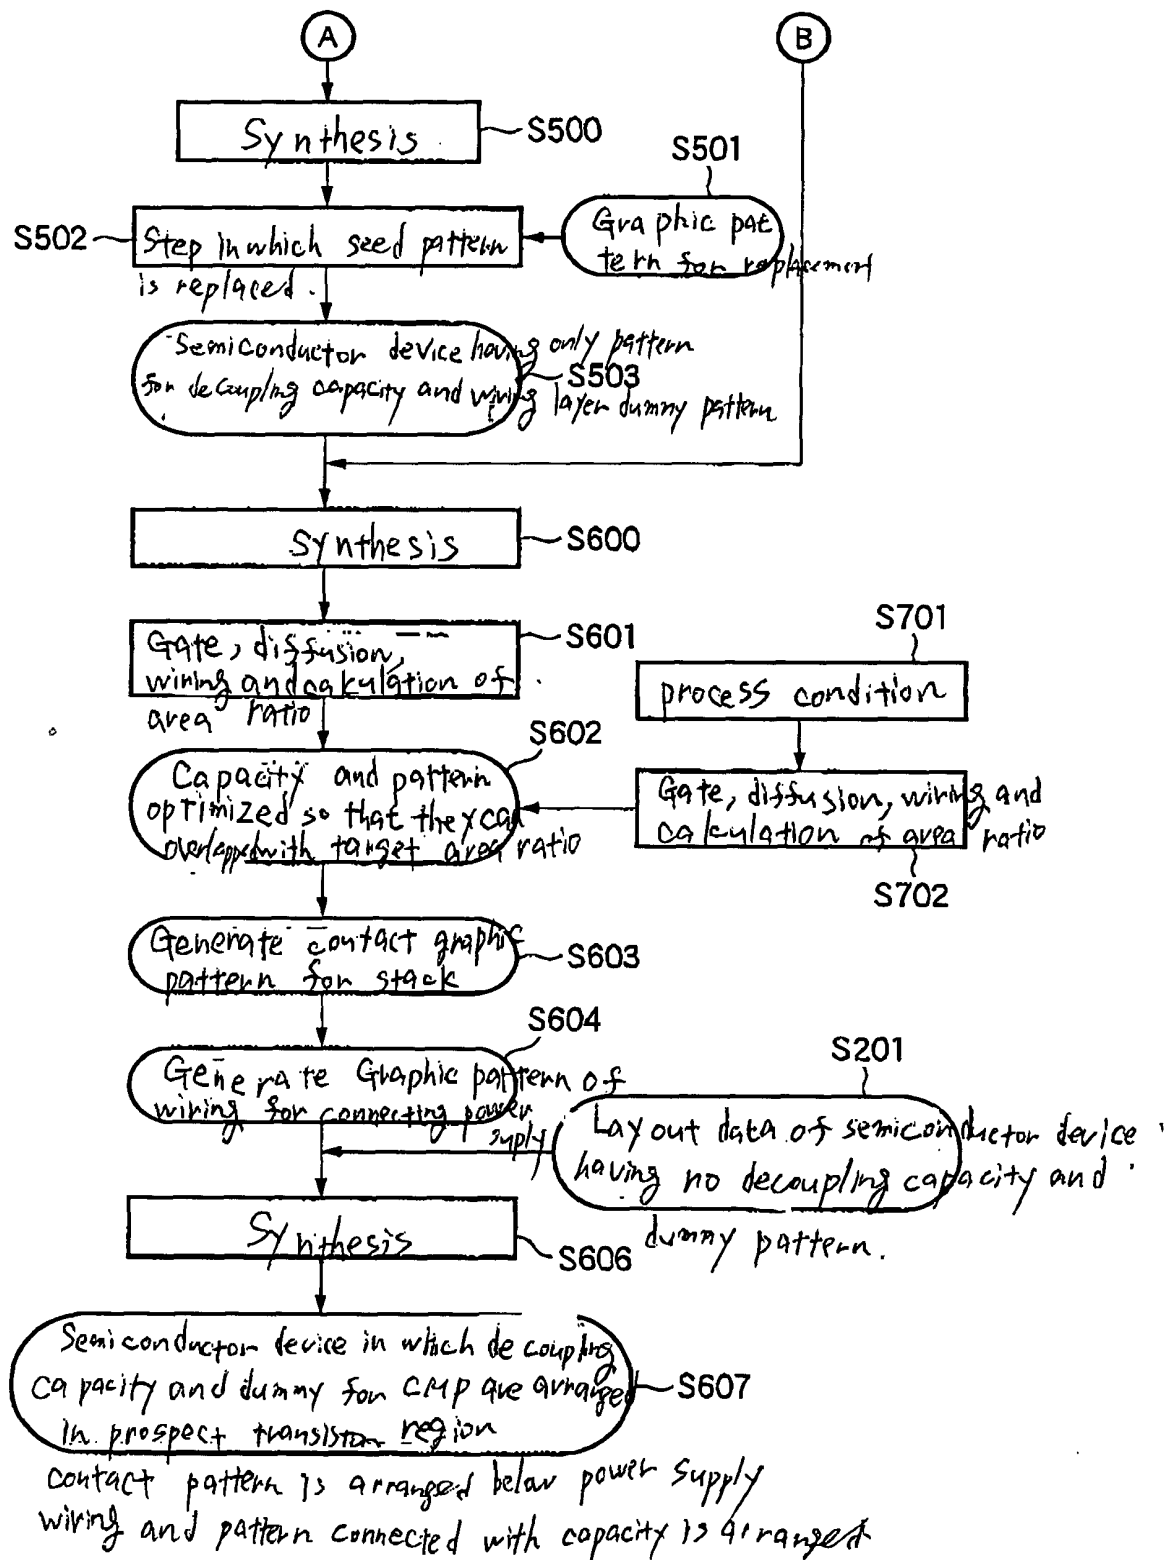 A
B
Synthesis
S500
S501
Graphic pat
tern for replacement
S502
Step in which seed pattern
is replaced.
Semiconductor device having only pattern
S503
for decoupling capacity and wiring layer dummy pattern
Synthesis
S600
S601
Gate, diffusion,
wiring and calculation of
area ratio
S701
process condition
S602
Capacity and pattern
optimized so that they can
overlapped with target area ratio
Gate, diffusion, wiring and
calculation of area ratio
S702
Generate contact graphic
pattern for stack
S603
S604
Generate Graphic pattern of
wiring for connecting power
supply
S201
Layout data of semiconductor device
having no decoupling capacity and
dummy pattern.
Synthesis
S606
Semiconductor device in which decoupling
capacity and dummy for CMP are arranged
in prospect transiston region
S607
contact pattern is arranged below power supply
wiring and pattern connected with capacity is arranged